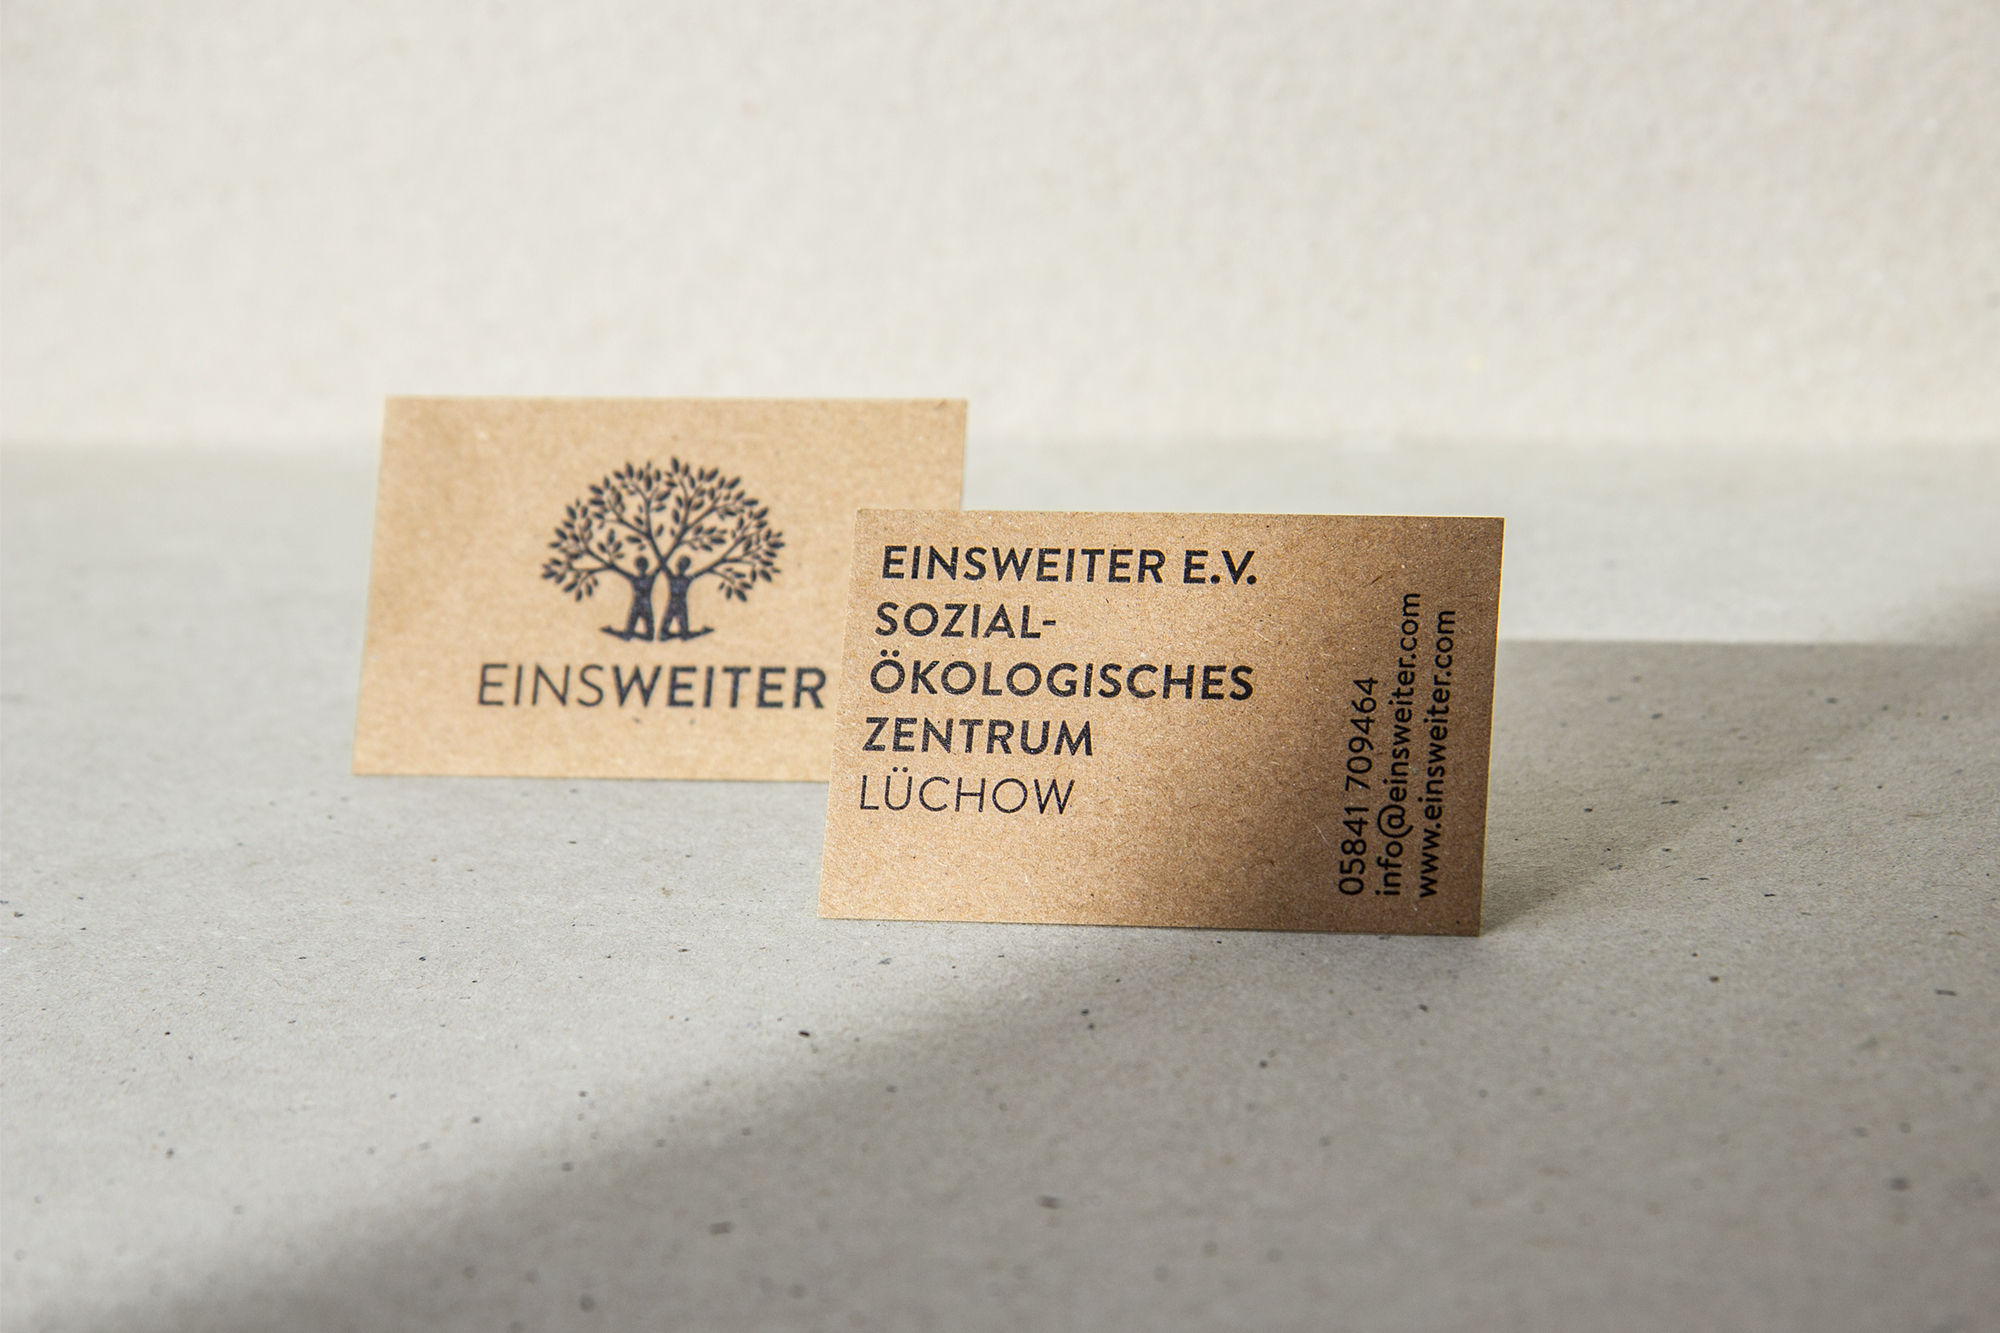 EINSWEITER
EINSWEITER E.V.
SOZIAL-
ÖKOLOGISCHES
ZENTRUM
LÜCHOW
05841 709464
info@einsweiter.com
www.einsweiter.com